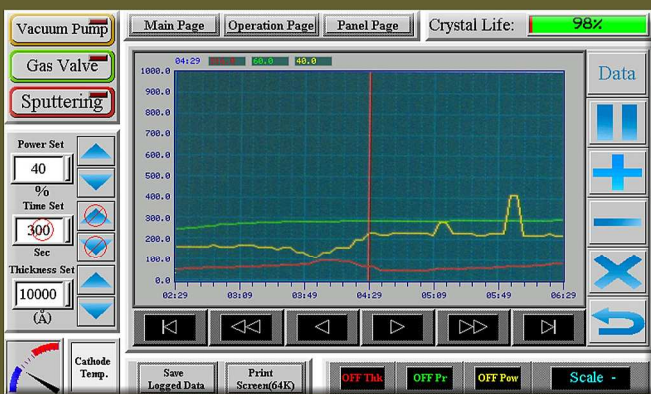 Vacuum Pump
Gas Valve
Sputtering
Main Page
Operation Page
Panel Page
Crystal Life:
98%
04:29
60.0
40.0
1000.0
900.0
800.0
700.0
600.0
500.0
400.0
300.0
200.0
100.0
0.0
02:29
03:09
03:49
04:29
05:09
05:49
06:29
Data
Power Set
40
%
Time Set
300
Sec
Thickness Set
10000
(Å)
Cathode
Temp.
Save
Logged Data
Print
Screen(64K)
OFF Thk
OFF Pr
OFF Pow
Scale -